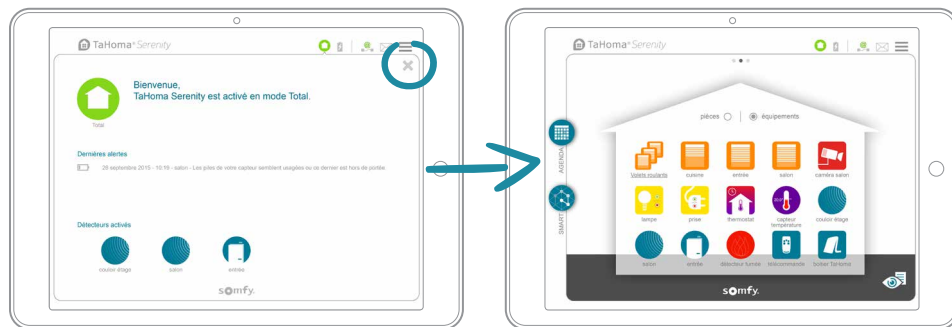 TaHoma® Serenity
Bienvenue,
TaHoma Serenity est activé en mode Total.
Total
Dernières alertes
28 septembre 2015 - 10:19 - salon - Les piles de votre capteur semblent usagées ou ce dernier est hors de portée
Détecteurs activés
couloir étage
salon
entrée
somfy.
TaHoma® Serenity
pièces
équipements
AGENDA
SMART
Volets roulants
cuisine
entrée
salon
caméra salon
lampe
prise
thermostat
capteur
température
couloir étage
salon
entrée
détecteur fumée
télécommande
boitier TaHoma
somfy.